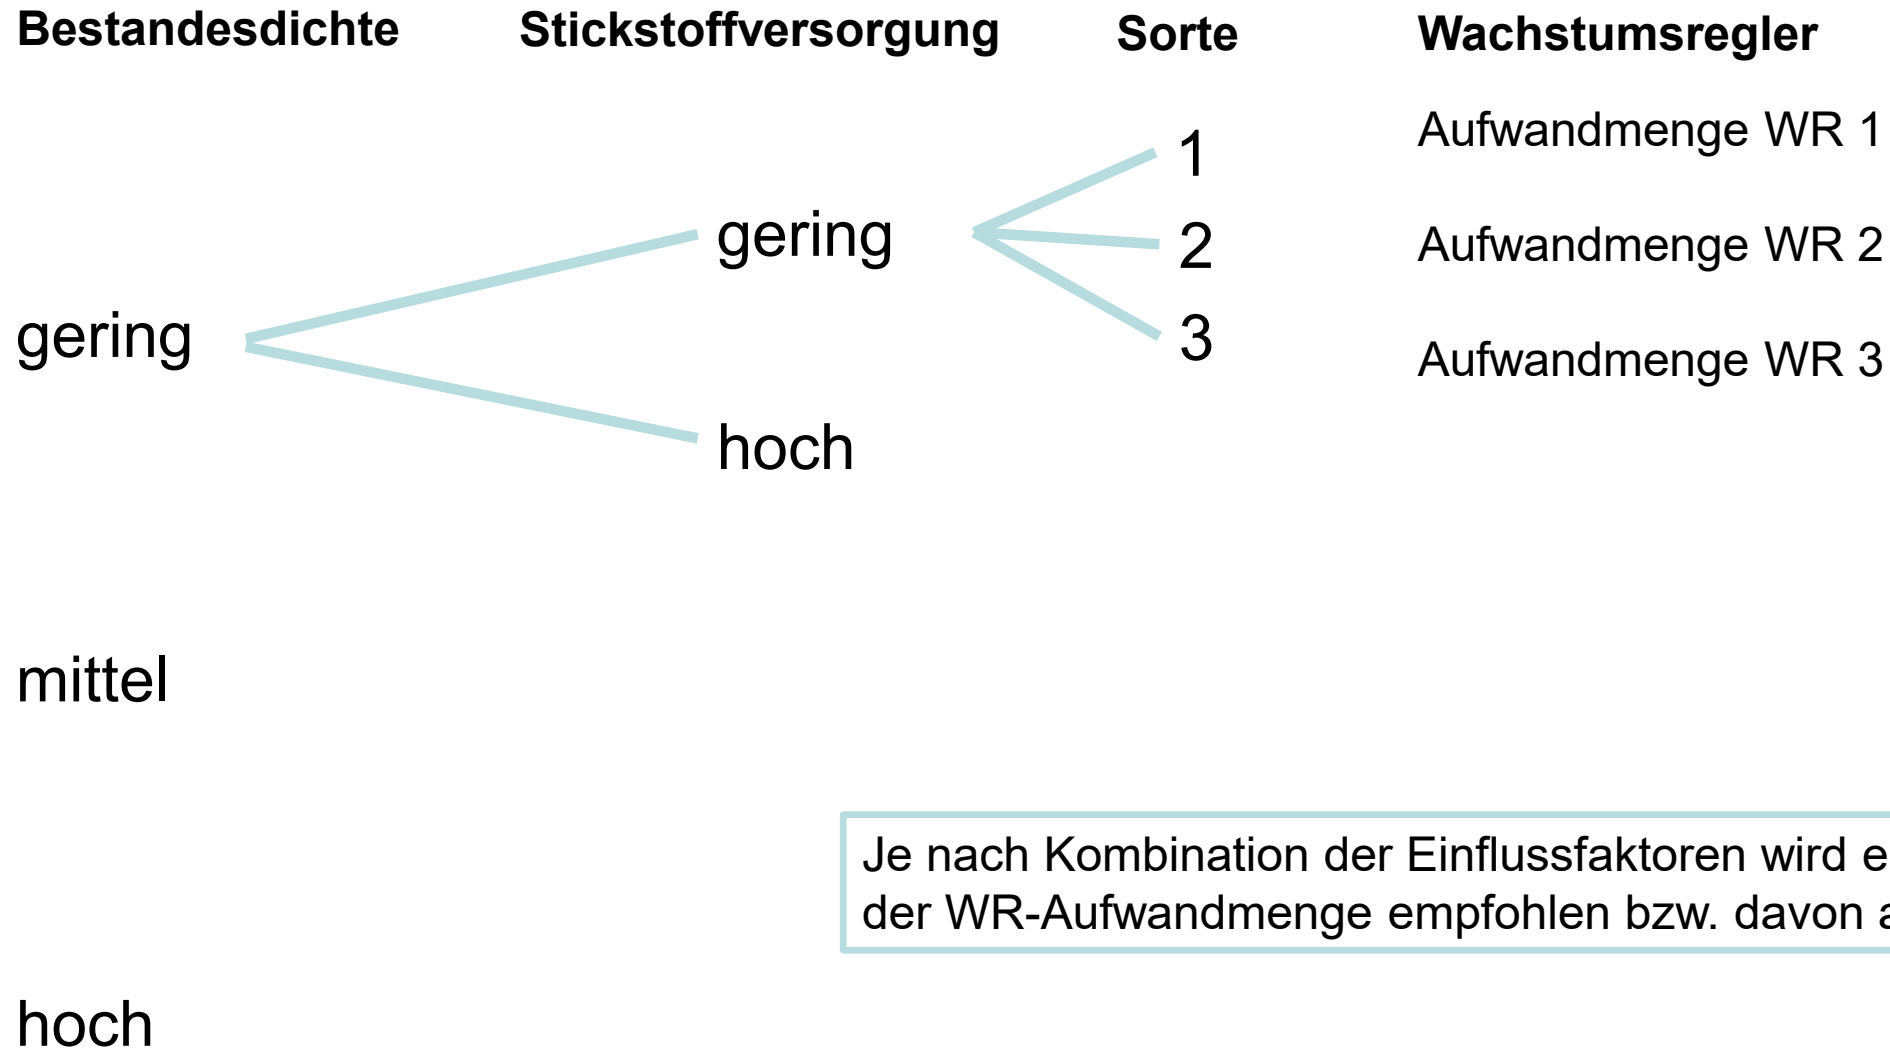 Bestandesdichte Stickstoffversorgung Sorte Wachstumsregler
1 Aufwandmenge WR 1
gering 2 Aufwandmenge WR 2
gering 3 Aufwandmenge WR 3
hoch
mittel
Je nach Kombination der Einflussfaktoren wird
der WR-Aufwandmenge empfohlen bzw. davon
hoch